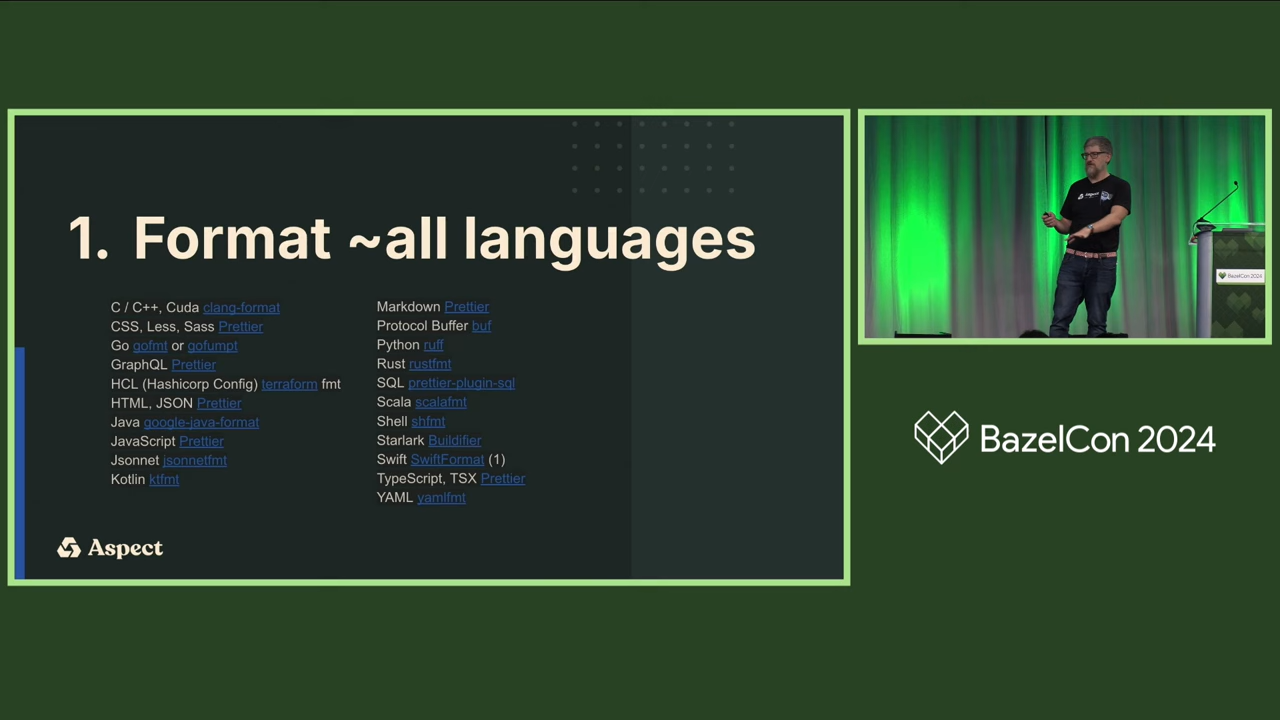 1. Format ~all languages
C / C++, Cuda clang-format
CSS, Less, Sass Prettier
Go gofmt or gofumpt
GraphQL Prettier
HCL (Hashicorp Config) terraform fmt
HTML, JSON Prettier
Java google-java-format
JavaScript Prettier
Jsonnet jsonnetfmt
Kotlin ktfmt
Markdown Prettier
Protocol Buffer buf
Python ruff
Rust rustfmt
SQL prettier-plugin-sql
Scala scalafmt
Shell shfmt
Starlark Buildifier
Swift SwiftFormat (1)
TypeScript, TSX Prettier
YAML yamlfmt
Aspect
Aspect
BazelCon 2024
BazelCon 2024